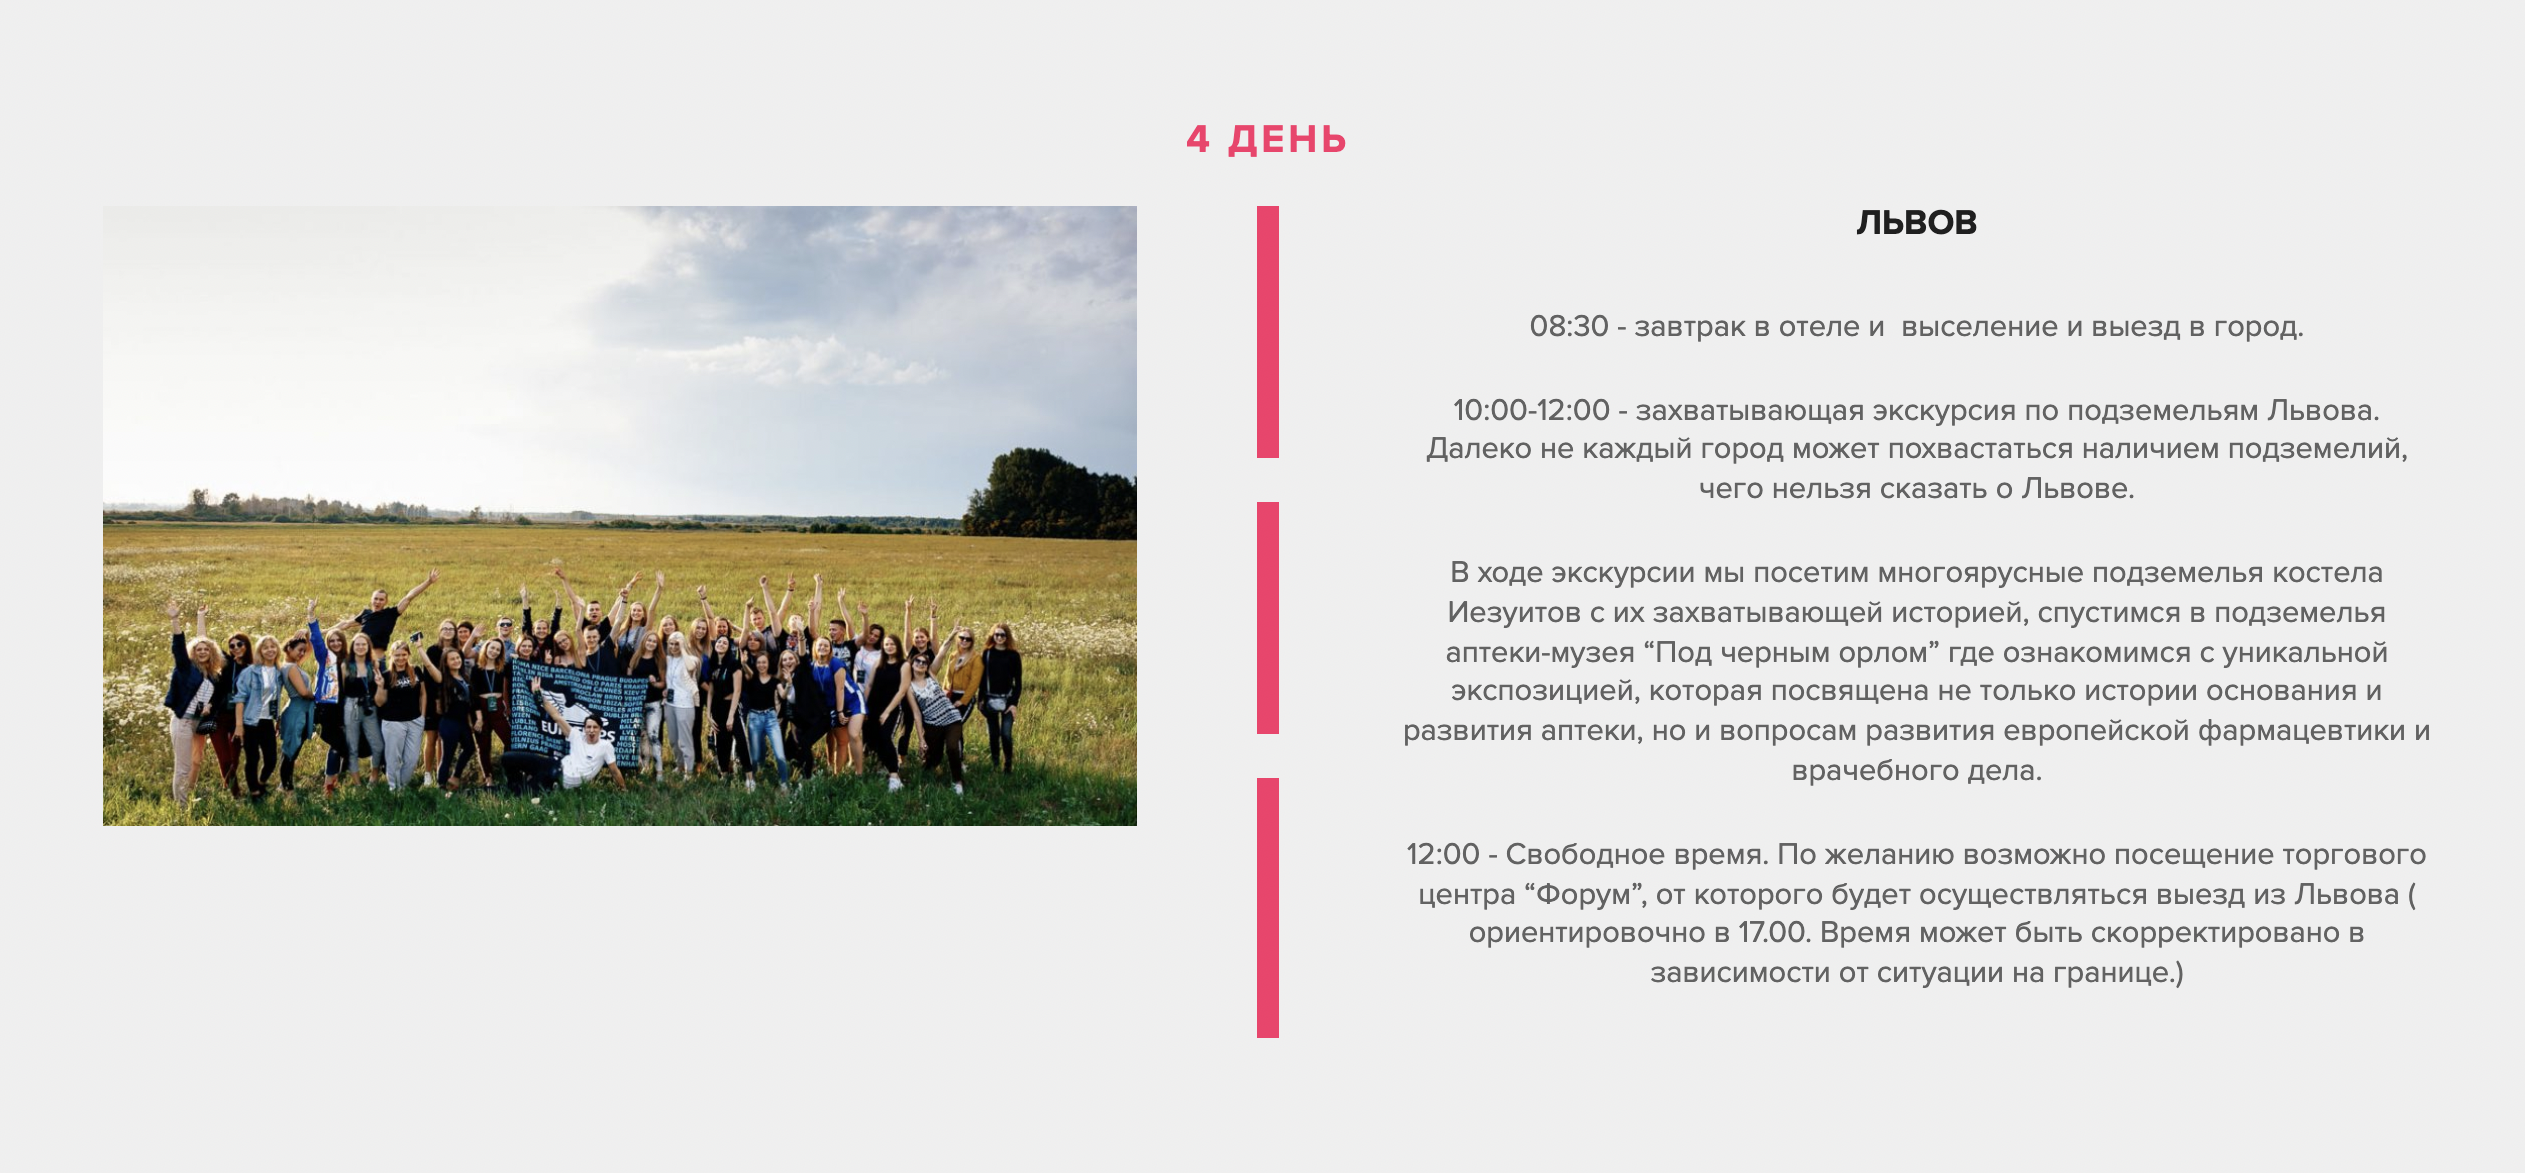 4 ДЕНЬ
ЛЬВОВ
08:30 - завтрак в отеле и  выселение и выезд в город.
10:00-12:00 - захватывающая экскурсия по подземельям Львова.
Далеко не каждый город может похвастаться наличием подземелий,
чего нельзя сказать о Львове.
В ходе экскурсии мы посетим многоярусные подземелья костела
Иезуитов с их захватывающей историей, спустимся в подземелья
аптеки-музея “Под черным орлом” где ознакомимся с уникальной
экспозицией, которая посвящена не только истории основания и
развития аптеки, но и вопросам развития европейской фармацевтики и
врачебного дела.
12:00 - Свободное время. По желанию возможно посещение торгового
центра “Форум”, от которого будет осуществляться выезд из Львова (
ориентировочно в 17.00. Время может быть скорректировано в
зависимости от ситуации на границе.)